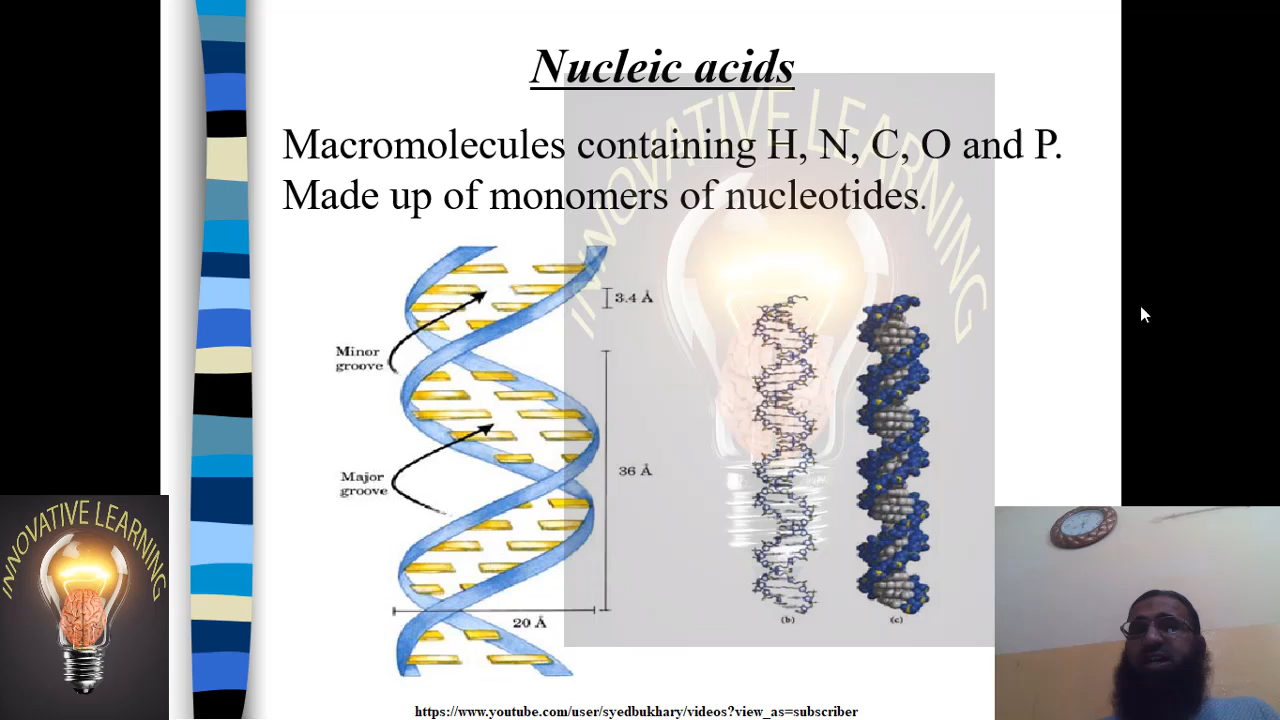 Nucleic acids
Macromolecules containing H, N, C, O and P.
Made up of monomers of nucleotides.
INNOVATIVE LEARNING
3.4 Å
Minor
groove
Major
groove
36 Å
20 Å
(b)
(c)
INNOVATIVE LEARNING
https://www.youtube.com/user/syedbukhary/videos?view_as=subscriber